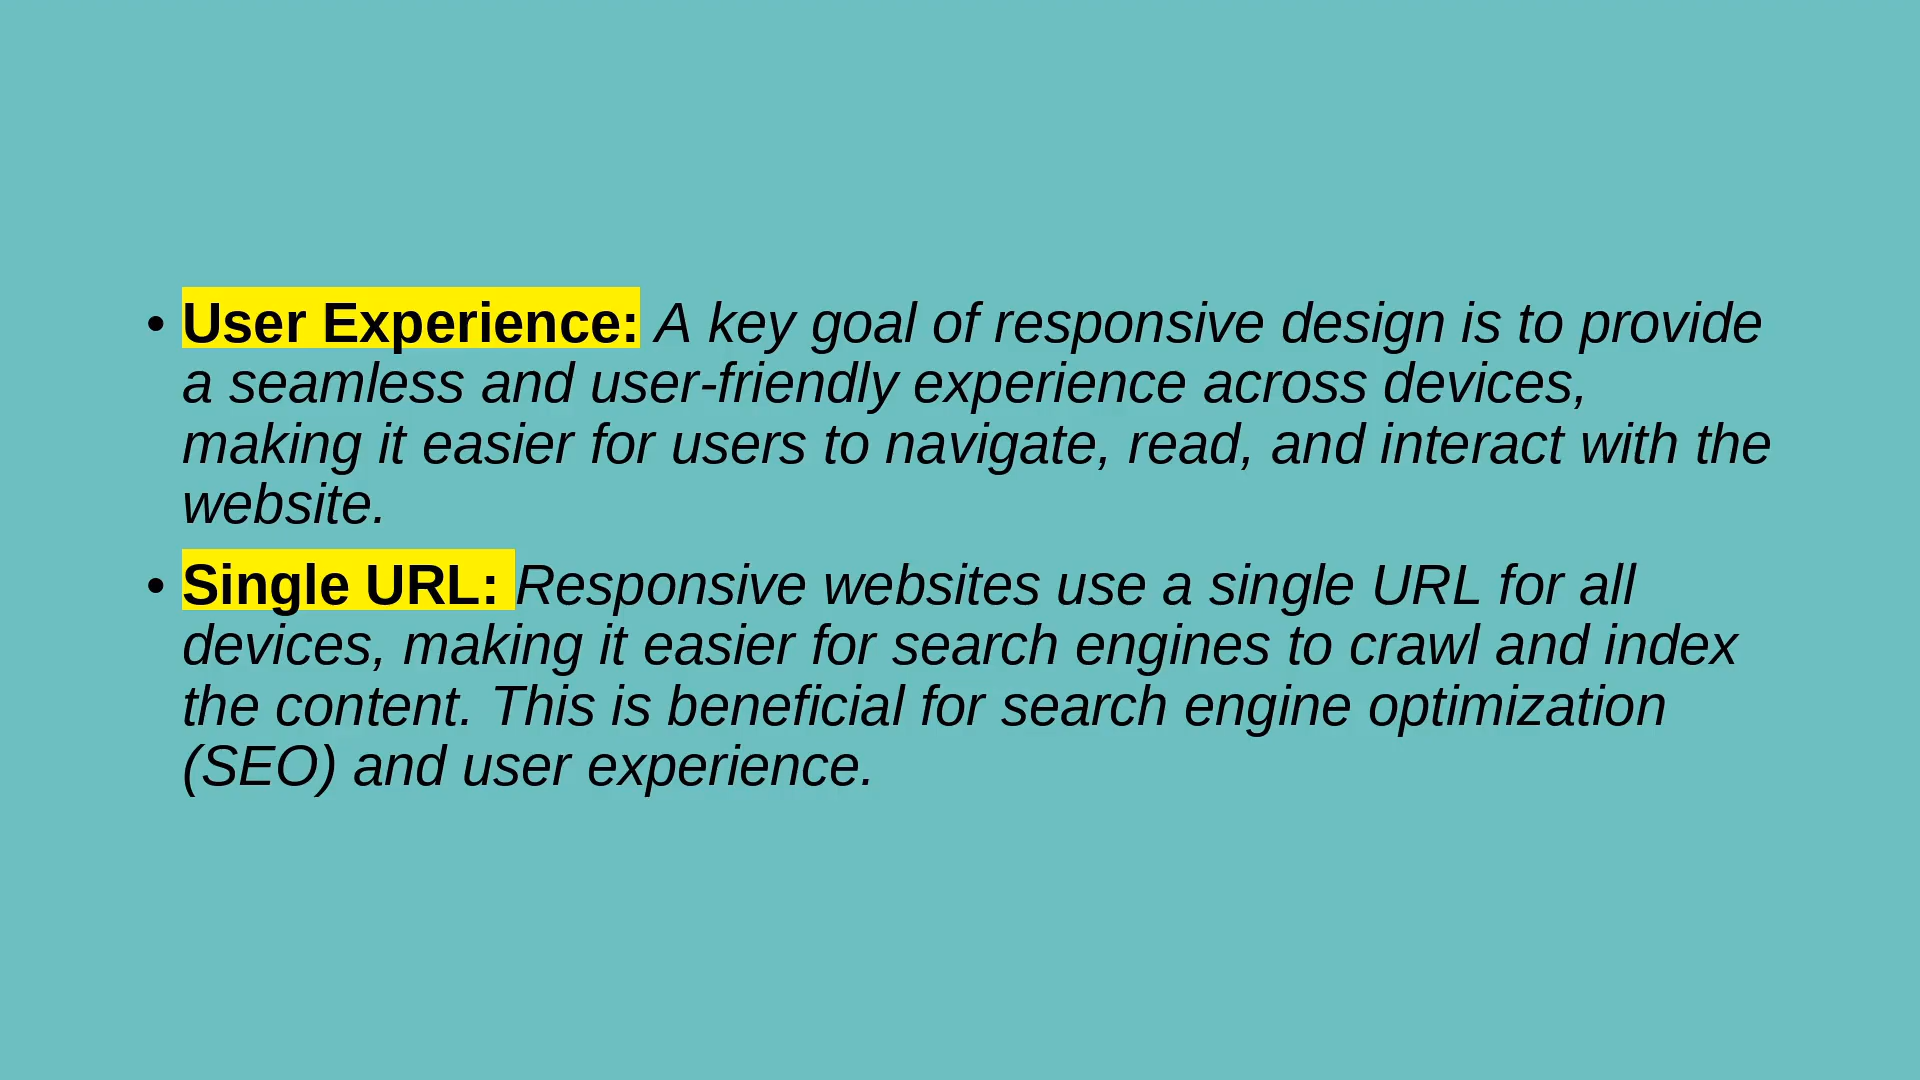 • User Experience: A key goal of responsive design is to provide
a seamless and user-friendly experience across devices,
making it easier for users to navigate, read, and interact with the
website.
• Single URL: Responsive websites use a single URL for all
devices, making it easier for search engines to crawl and index
the content. This is beneficial for search engine optimization
(SEO) and user experience.